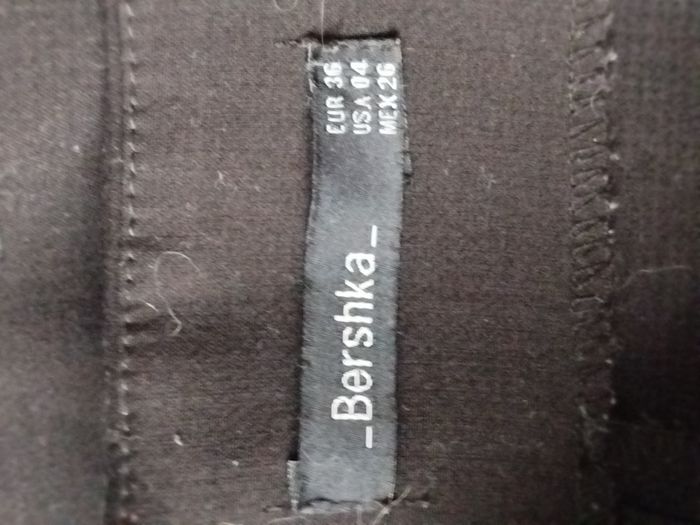 _Bershka_
EUR 36
USA 04
MEX 26